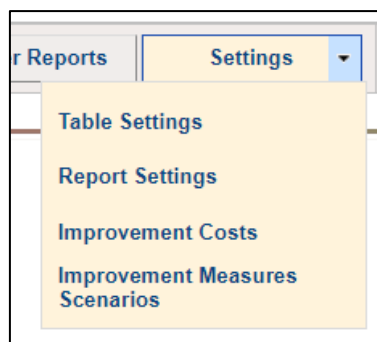 r Reports Settings
Table Settings
Report Settings
Improvement Costs
Improvement Measures
Scenarios